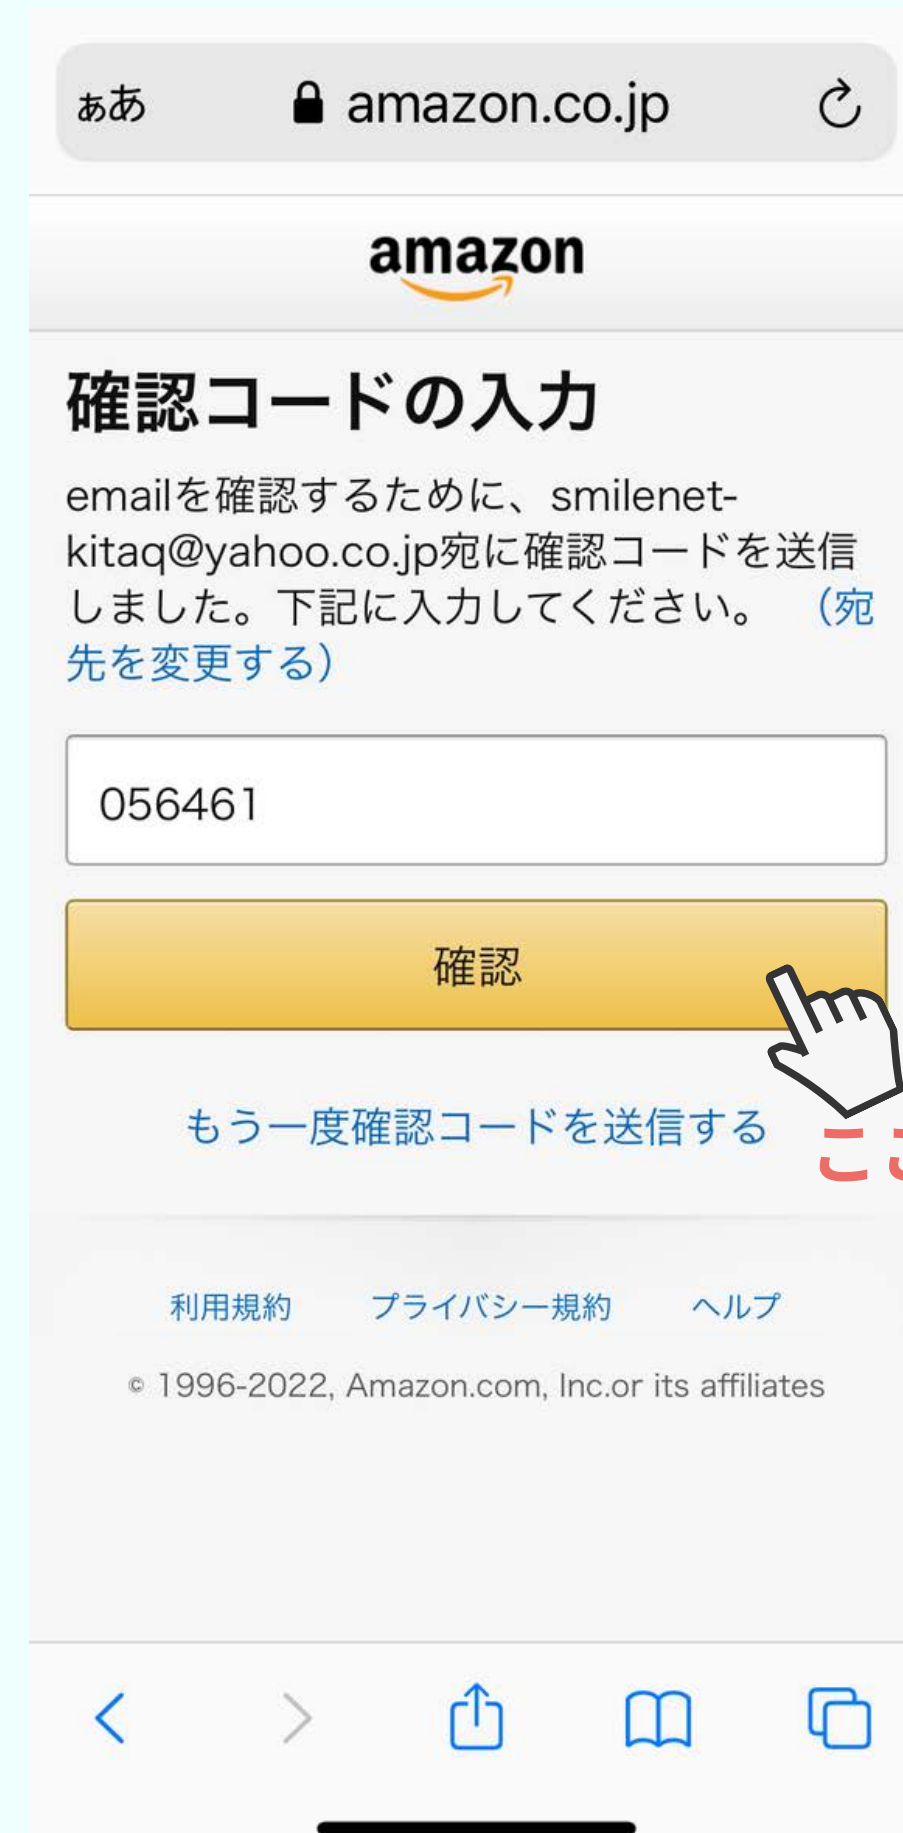 ああ
amazon.co.jp
amazon
確認コードの入力
emailを確認するために、smilenet-
kitaq@yahoo.co.jp宛に確認コードを送信
しました。下記に入力してください。 （宛
先を変更する）
056461
確認
もう一度確認コードを送信する
こ
利用規約 プライバシー規約 ヘルプ
© 1996-2022, Amazon.com, Inc.or its affiliates